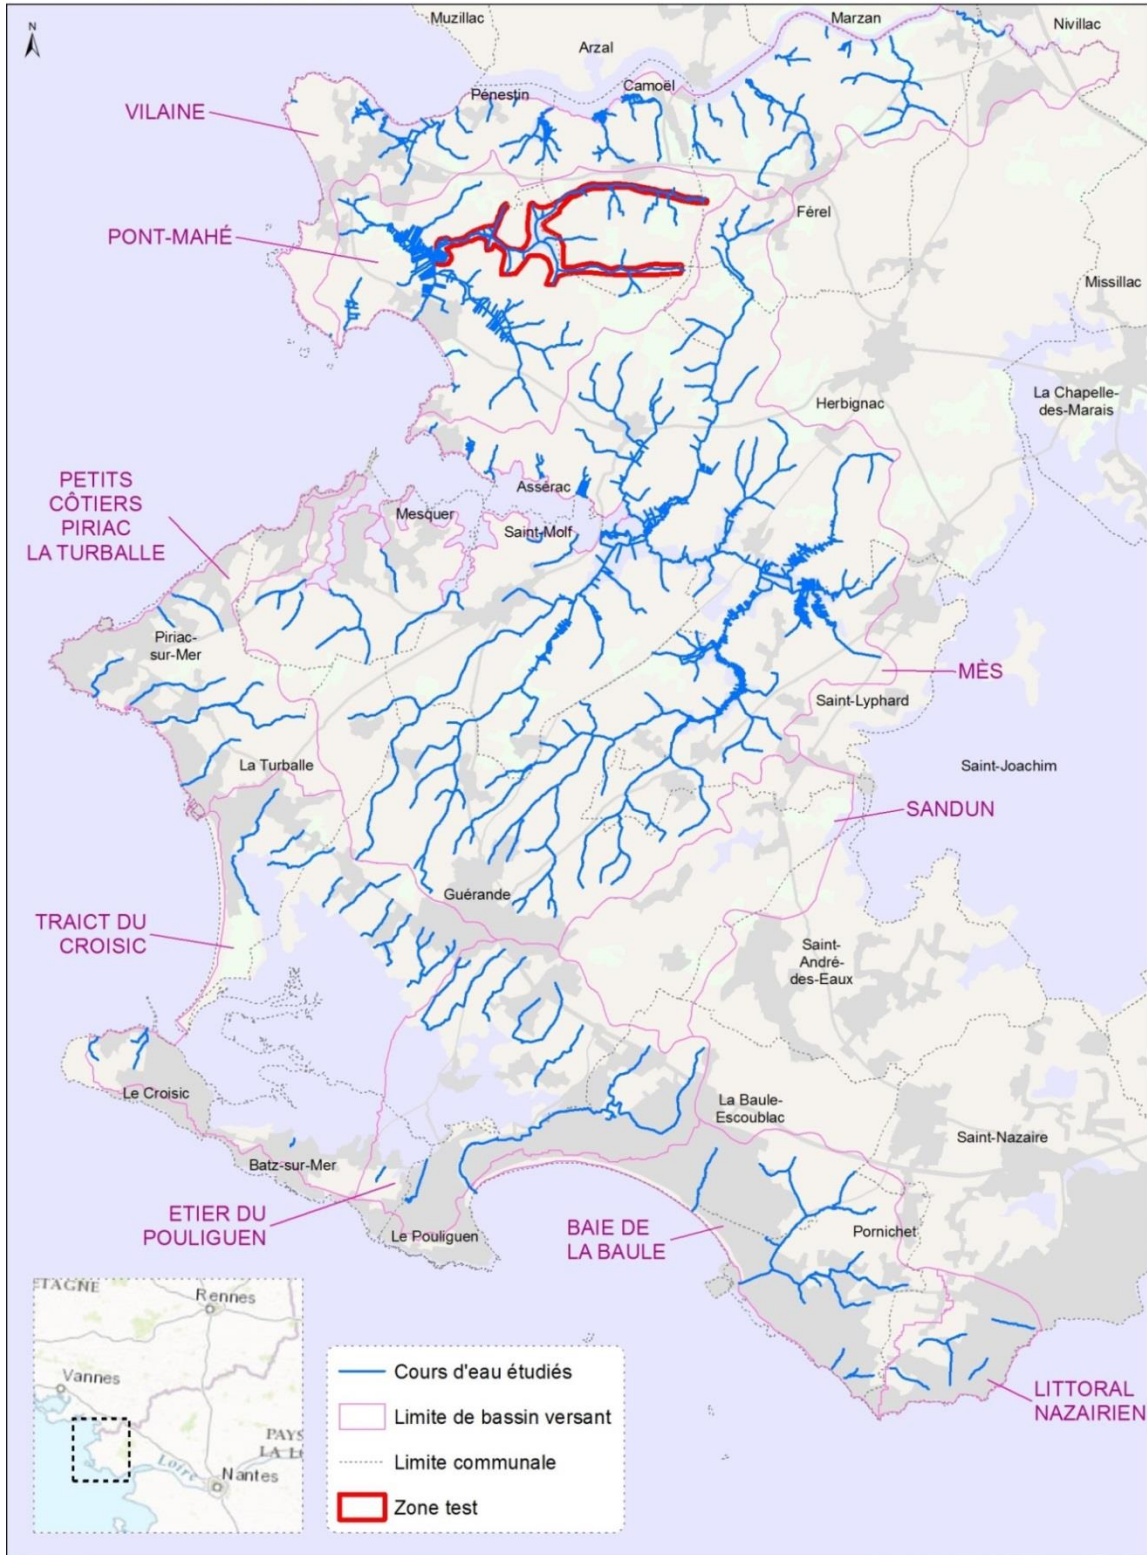 N
Muzillac
Marzan
Nivillac
Arzal
Camoël
Pénestin
VILAINE
Férel
PONT-MAHÉ
Missillac
La Chapelle-
des-Marais
Herbignac
PETITS
CÔTIERS
PIRIAC
LA TURBALLE
Assérac
Mesquer
Saint-Molf
Piriac-
sur-Mer
MÈS
Saint-Lyphard
La Turballe
Saint-Joachim
SANDUN
Guérande
TRAICT DU
CROISIC
Saint-
André-
des-Eaux
Le Croisic
La Baule-
Escoublac
Saint-Nazaire
Batz-sur-Mer
ETIER DU
POULIGUEN
Le Pouliguen
BAIE DE
LA BAULE
Pornichet
LITTORAL
NAZAIRIEN
ETAGNE
Rennes
Vannes
PAYS
LA L
Loire
Nantes
Cours d'eau étudiés
Limite de bassin versant
Limite communale
Zone test